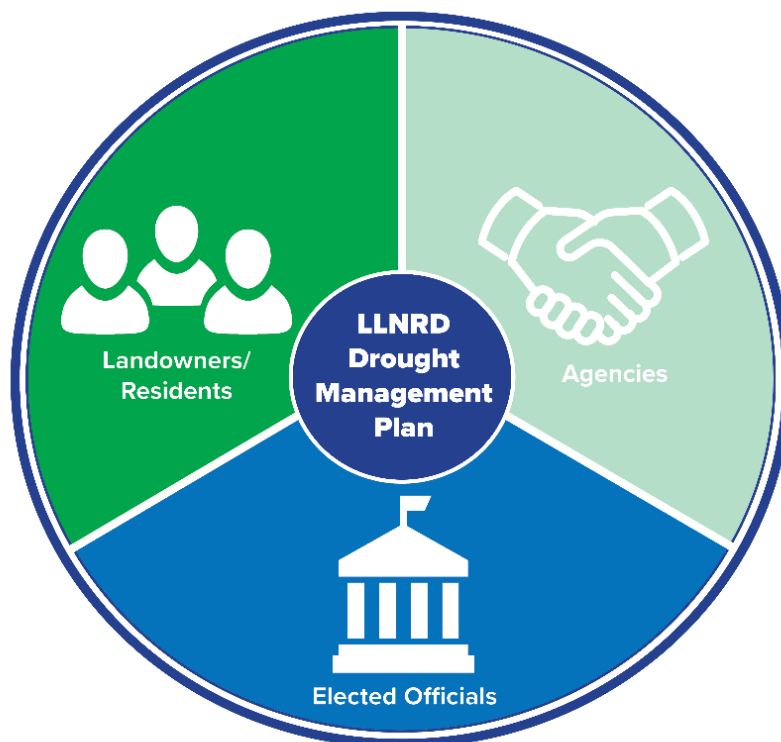 Landowners/
Residents
LLNRD
Drought
Management
Plan
Agencies
Elected Officials